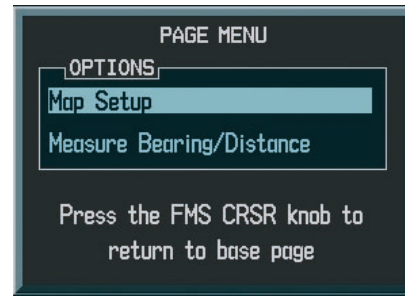 PAGE MENU
OPTIONS
Map Setup
Measure Bearing/Distance
Press the FMS CRSR knob to
return to base page